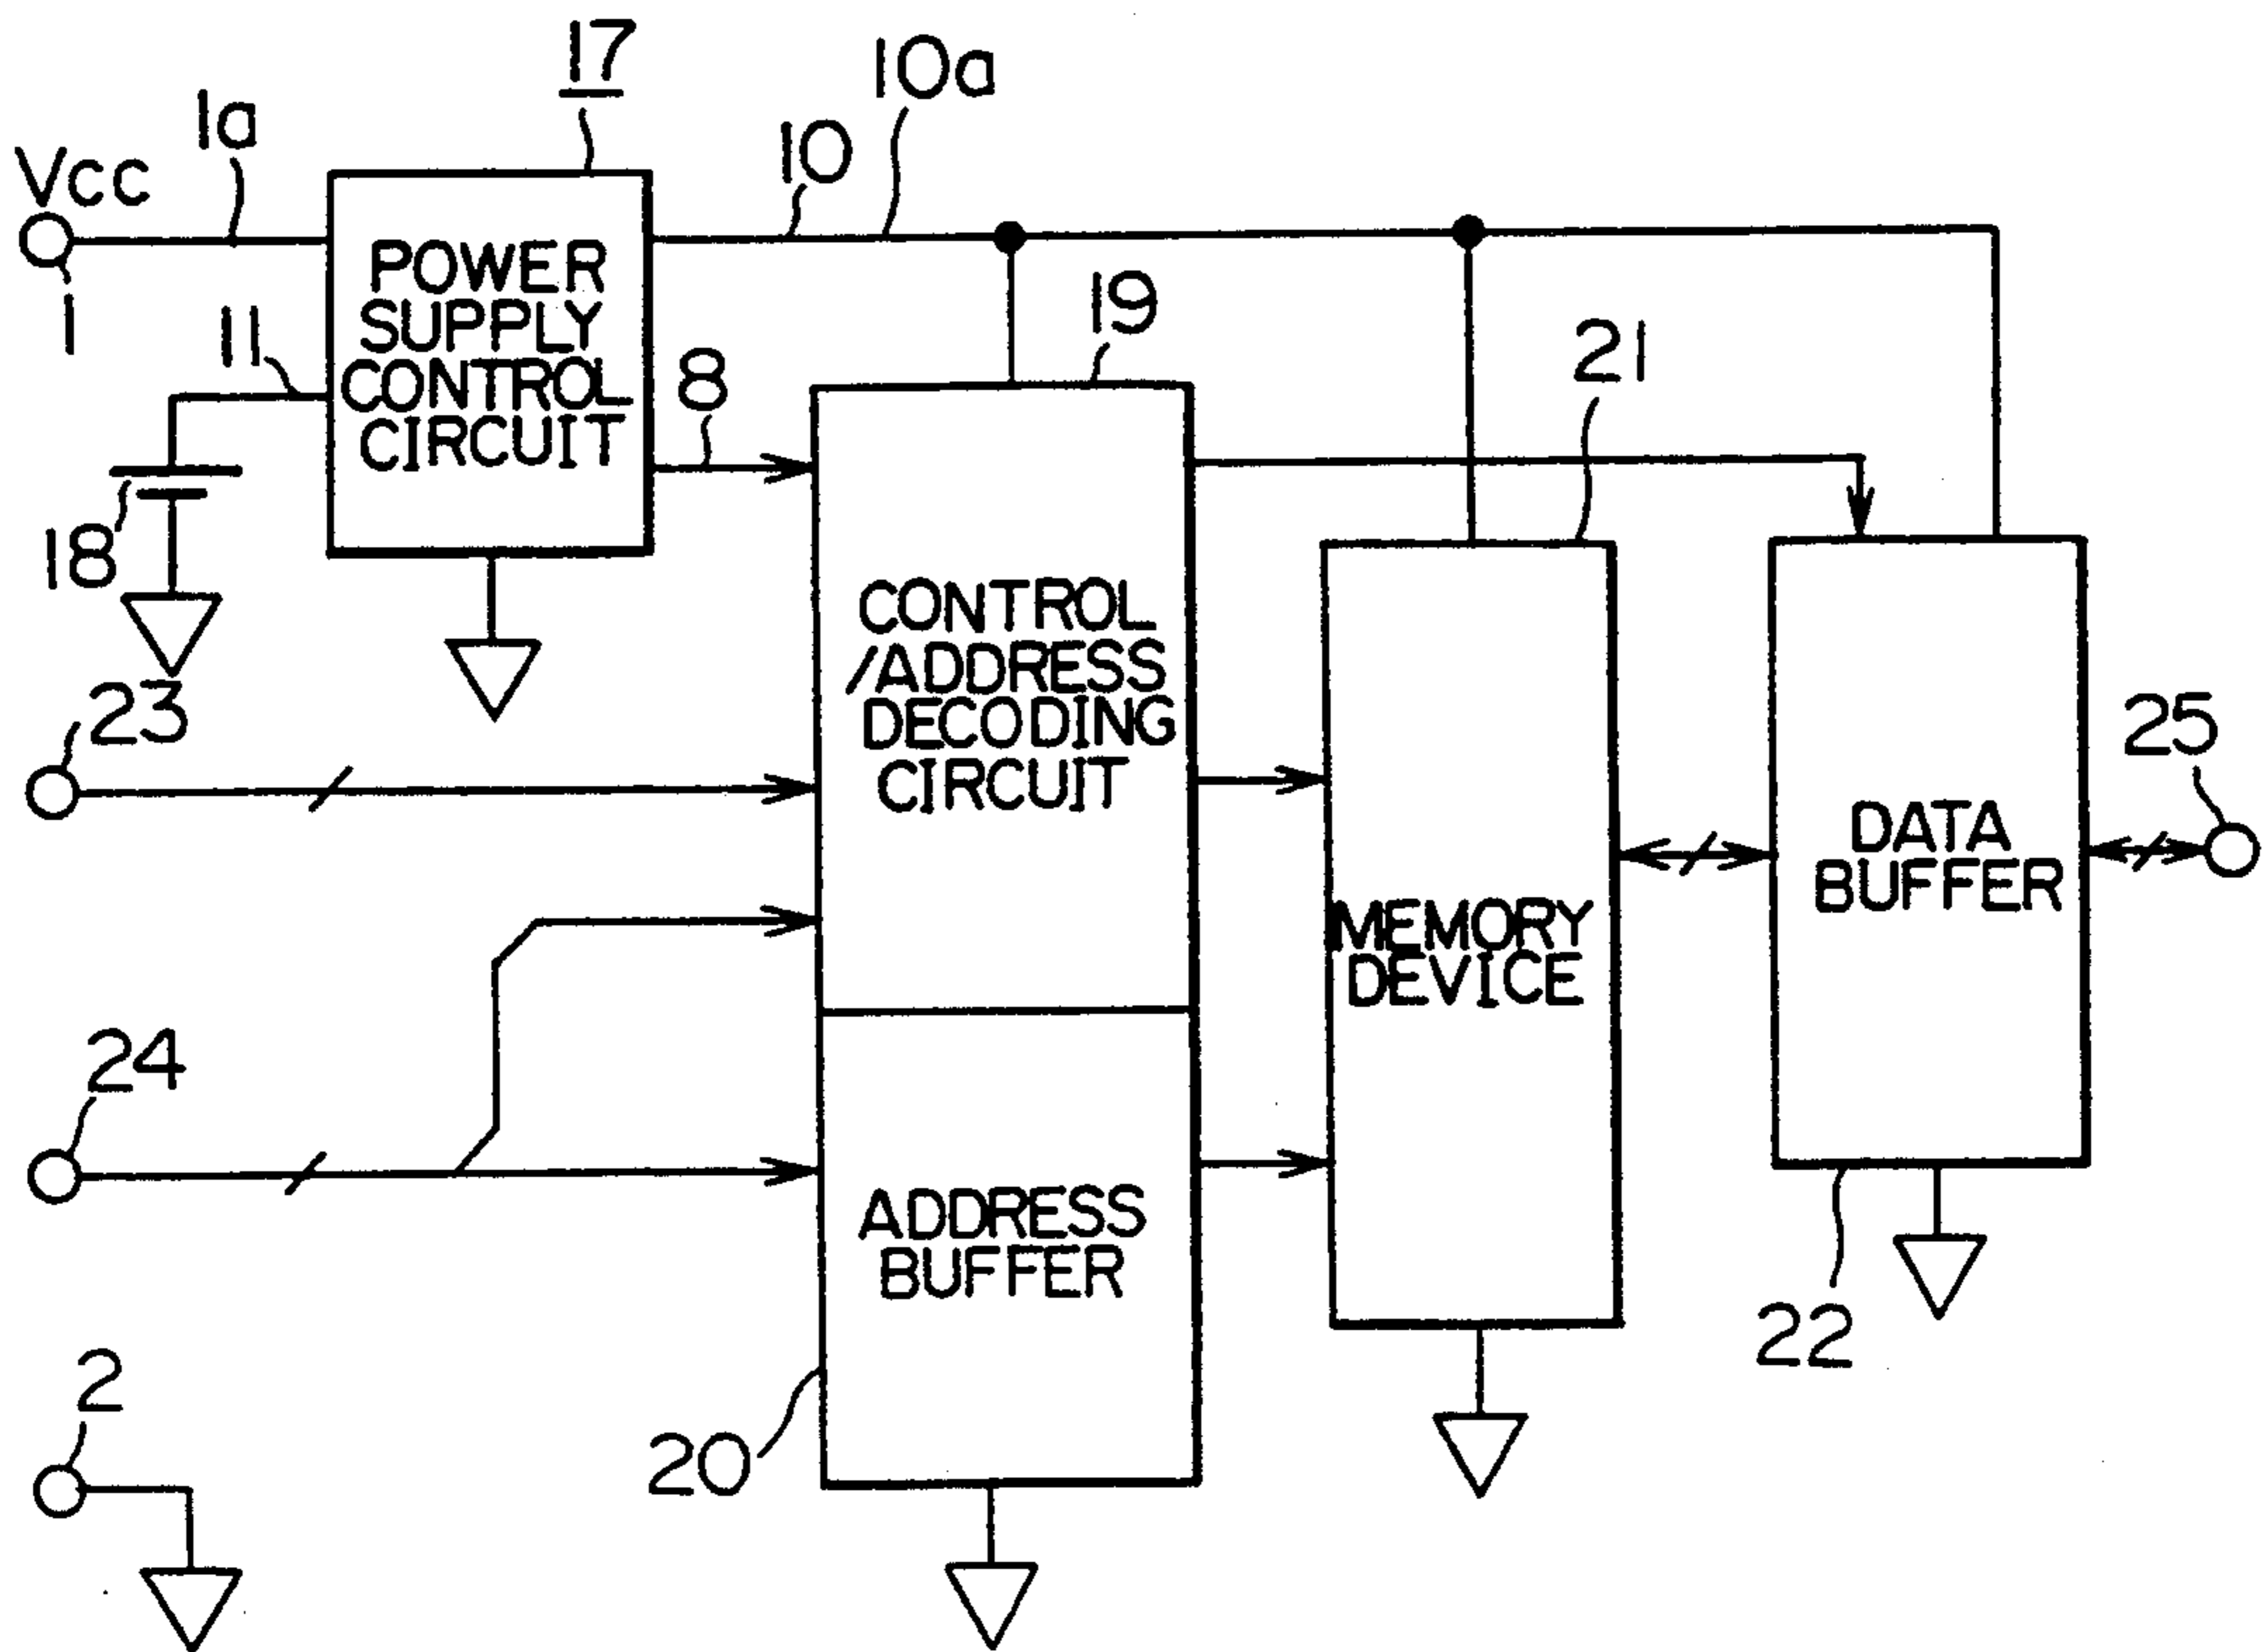 17
10a
1a
10
Vcc
1
POWER
SUPPLY
CONTROL
CIRCUIT
11
8
19
21
18
23
CONTROL
/ADDRESS
DECODING
CIRCUIT
25
DATA
BUFFER
MEMORY
DEVICE
24
ADDRESS
BUFFER
22
2
20